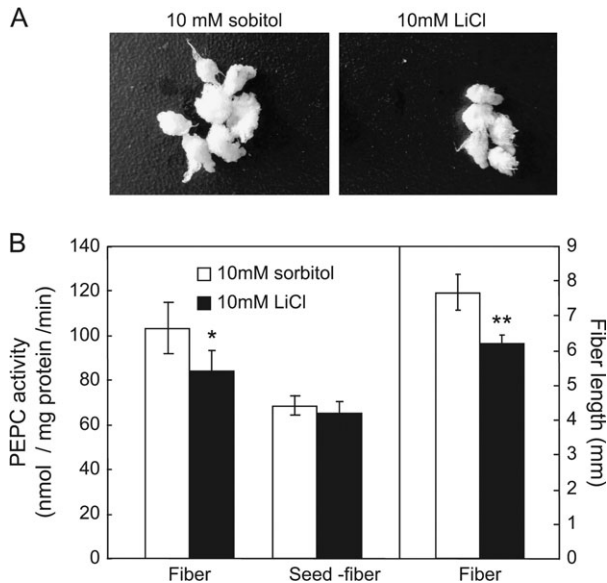 A
10 mM sobitol
10mM LiCl
B
PEPC activity
(nmol / mg protein /min)
140
120
100
80
60
40
20
0
10mM sorbitol
10mM LiCl
*
**
9
8
7
6
5
4
3
2
1
0
Fiber length (mm)
Fiber
Seed -fiber
Fiber